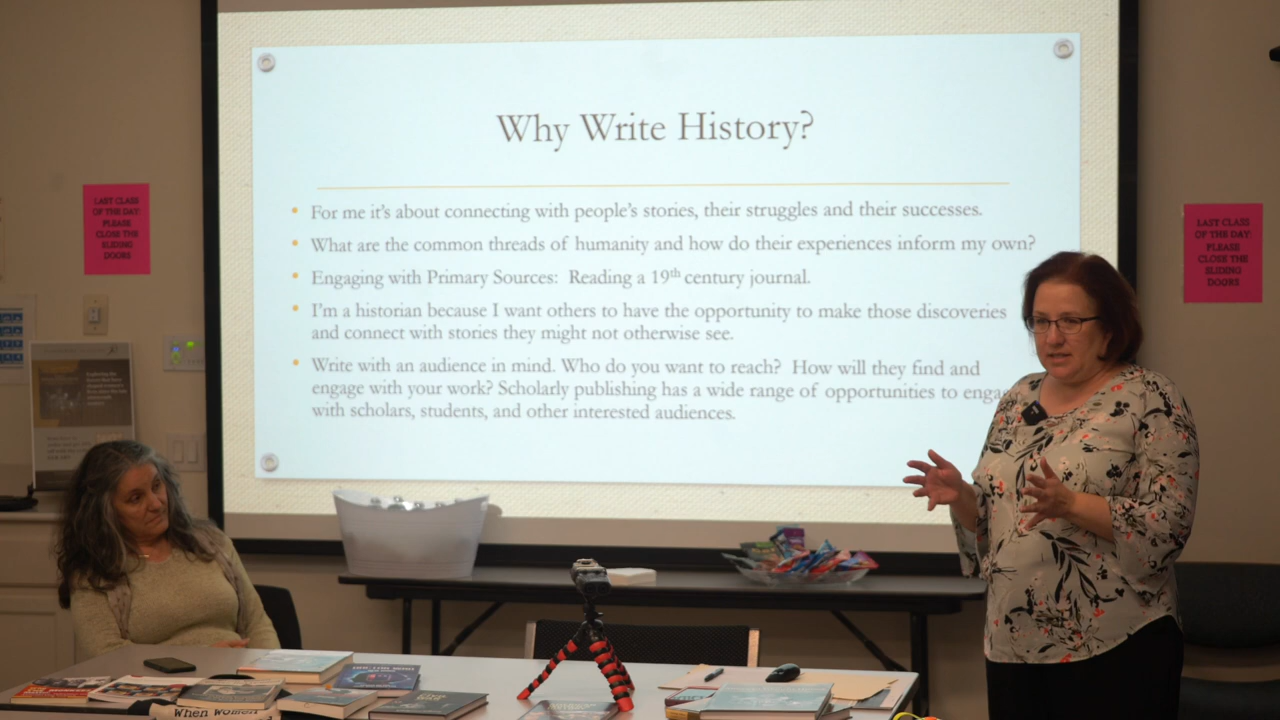 Why Write History?
For me it's about connecting with people's stories, their struggles and their successes.
What are the common threads of humanity and how do their experiences inform my own?
Engaging with Primary Sources: Reading a 19th century journal.
I'm a historian because I want others to have the opportunity to make those discoveries
and connect with stories they might not otherwise see.
Write with an audience in mind. Who do you want to reach? How will they find and
engage with your work? Scholarly publishing has a wide range of opportunities to enga
with scholars, students, and other interested audiences.
LAST CLASS
OF THE DAY:
PLEASE
CLOSE THE
SLIDING
DOORS
LAST CLASS
OF THE DAY:
PLEASE
CLOSE THE
SLIDING
DOORS
When Women